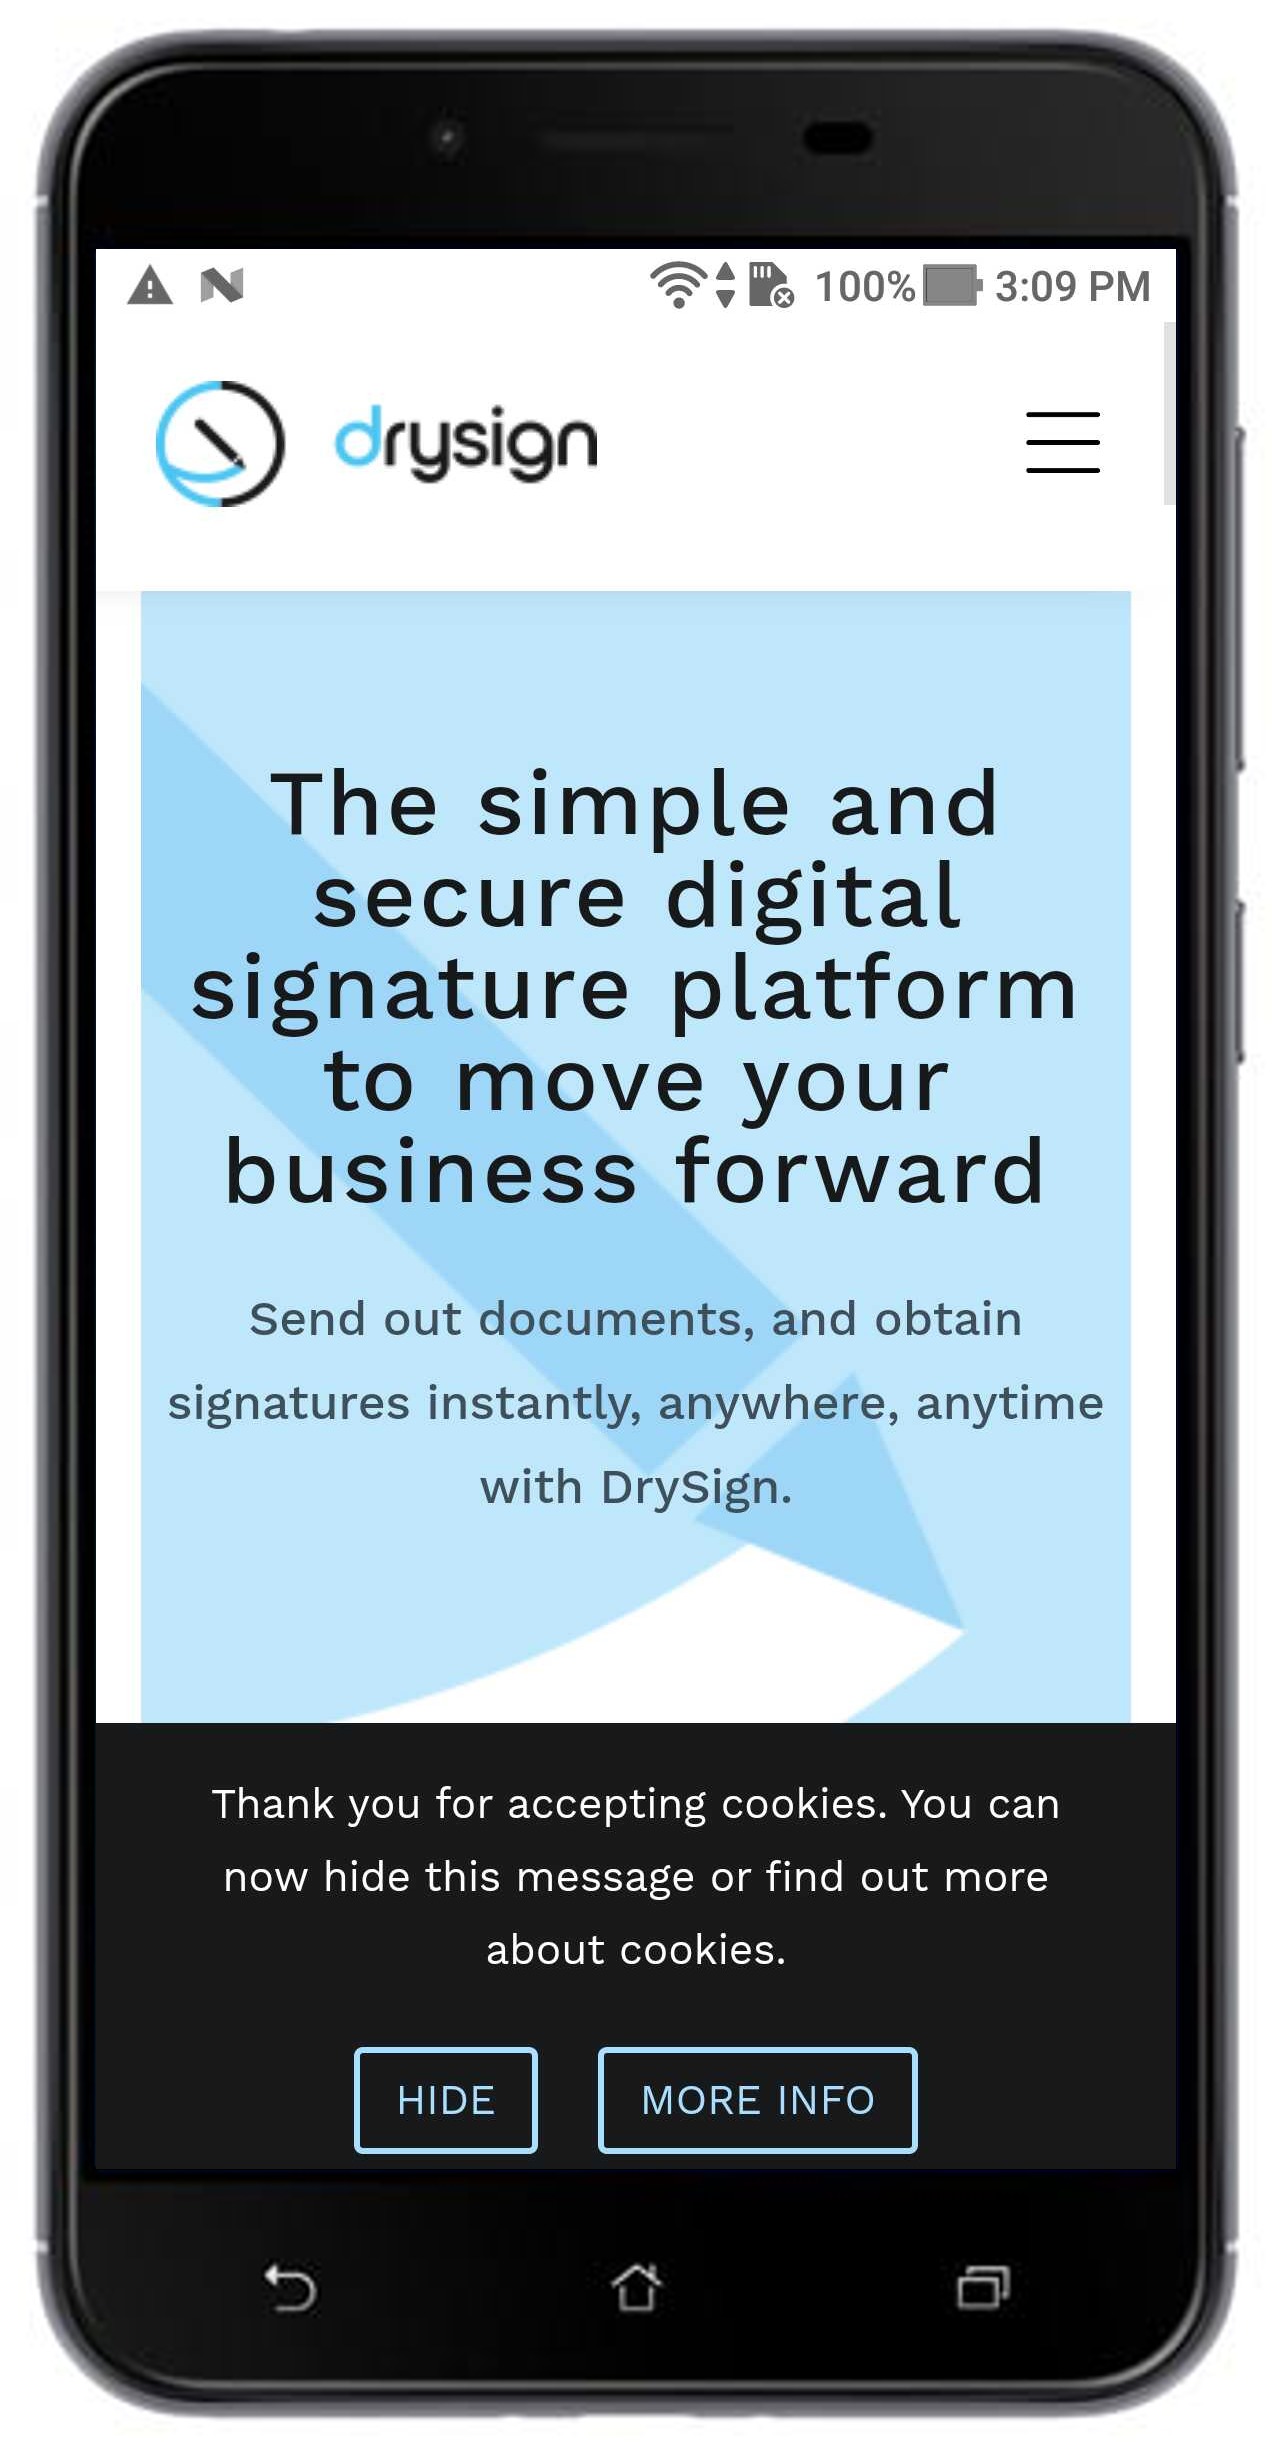 100% 3:09 PM
drysign
The simple and
secure digital
signature platform
to move your
business forward
Send out documents, and obtain
signatures instantly, anywhere, anytime
with DrySign.
Thank you for accepting cookies. You can
now hide this message or find out more
about cookies.
HIDE MORE INFO